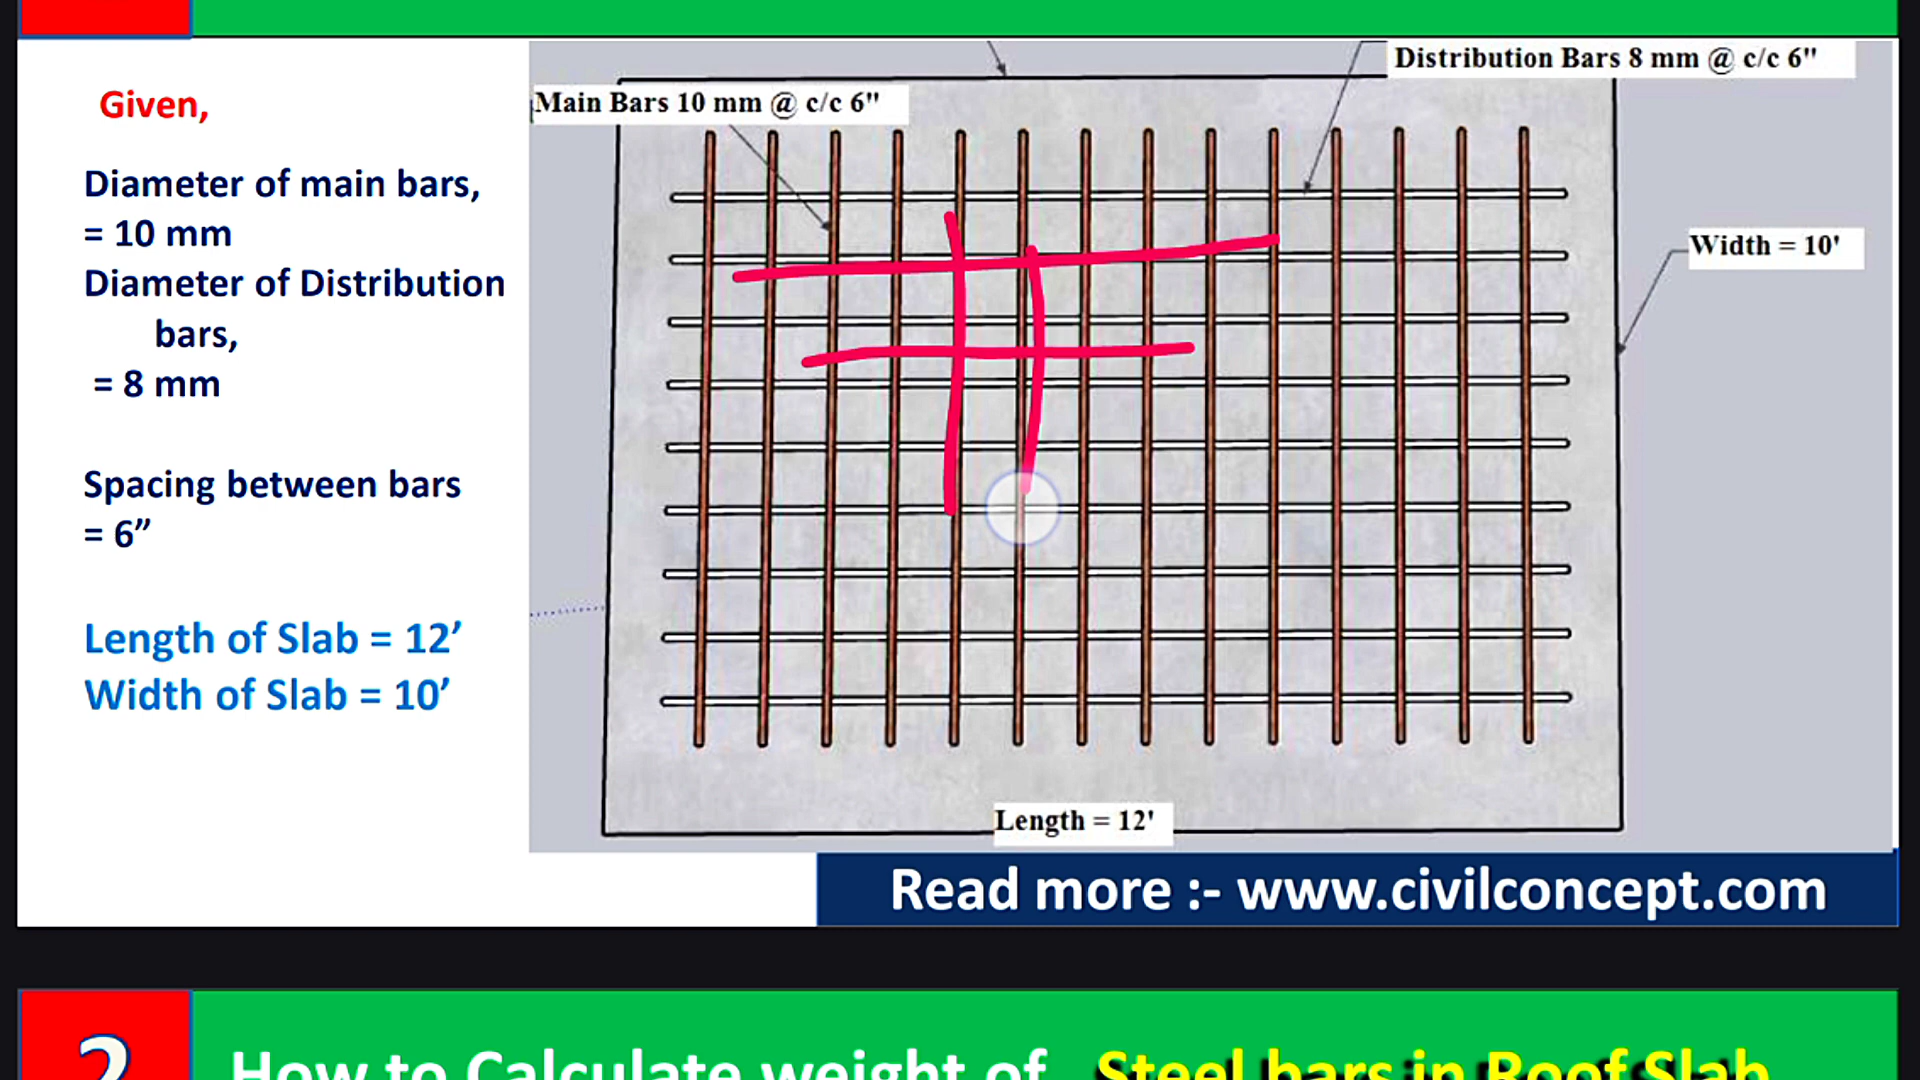 Given,
Diameter of main bars,
= 10 mm
Diameter of Distribution
bars,
= 8 mm
Spacing between bars
= 6”
Length of Slab = 12’
Width of Slab = 10’
Distribution Bars 8 mm @ c/c 6"
Main Bars 10 mm @ c/c 6"
Width = 10'
Length = 12'
Read more :- www.civilconcept.com
2
How to Calculate weight of Steel bars in Roof Slab